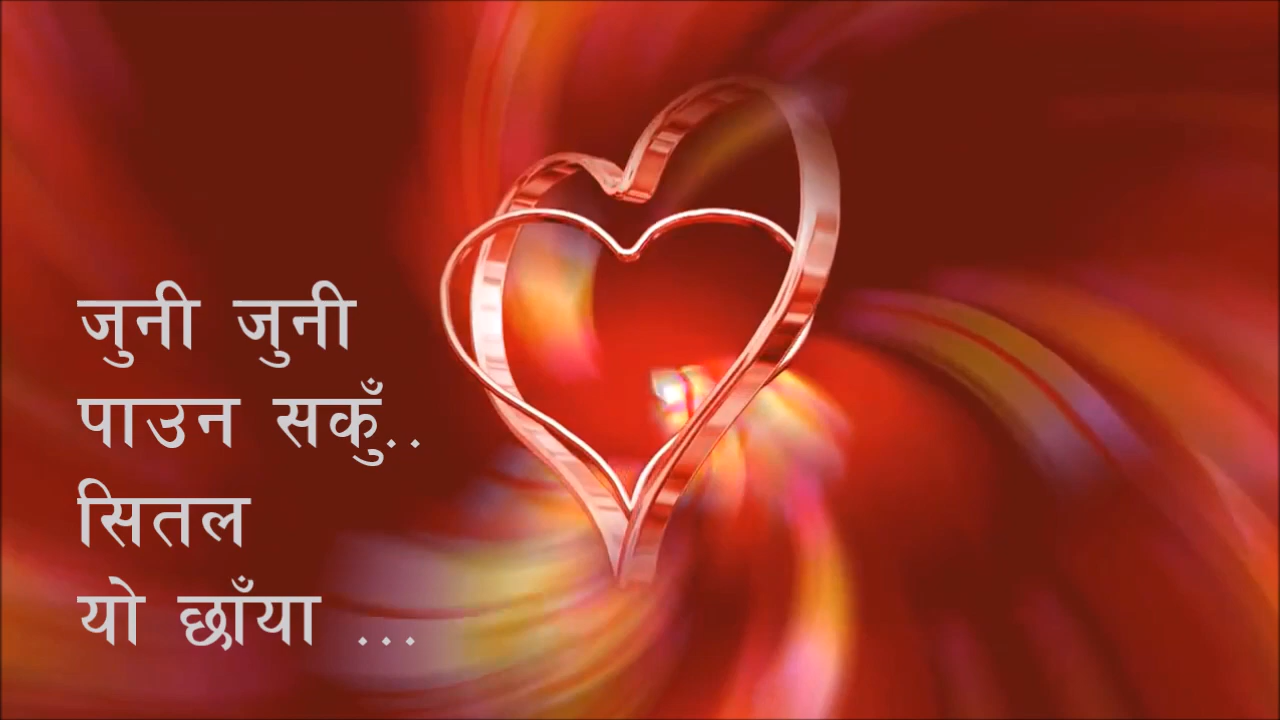 जुनी जुनी
पाउन सकुँ..
सितल
यो छाँया ...